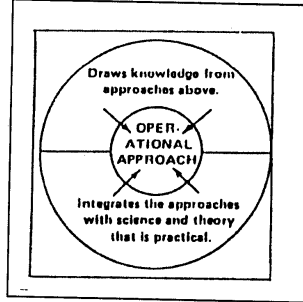 Draws knowledge from
approaches above.
OPER-
ATIONAL
APPROACH
Integrates the approaches
with science and theory
that is practical.